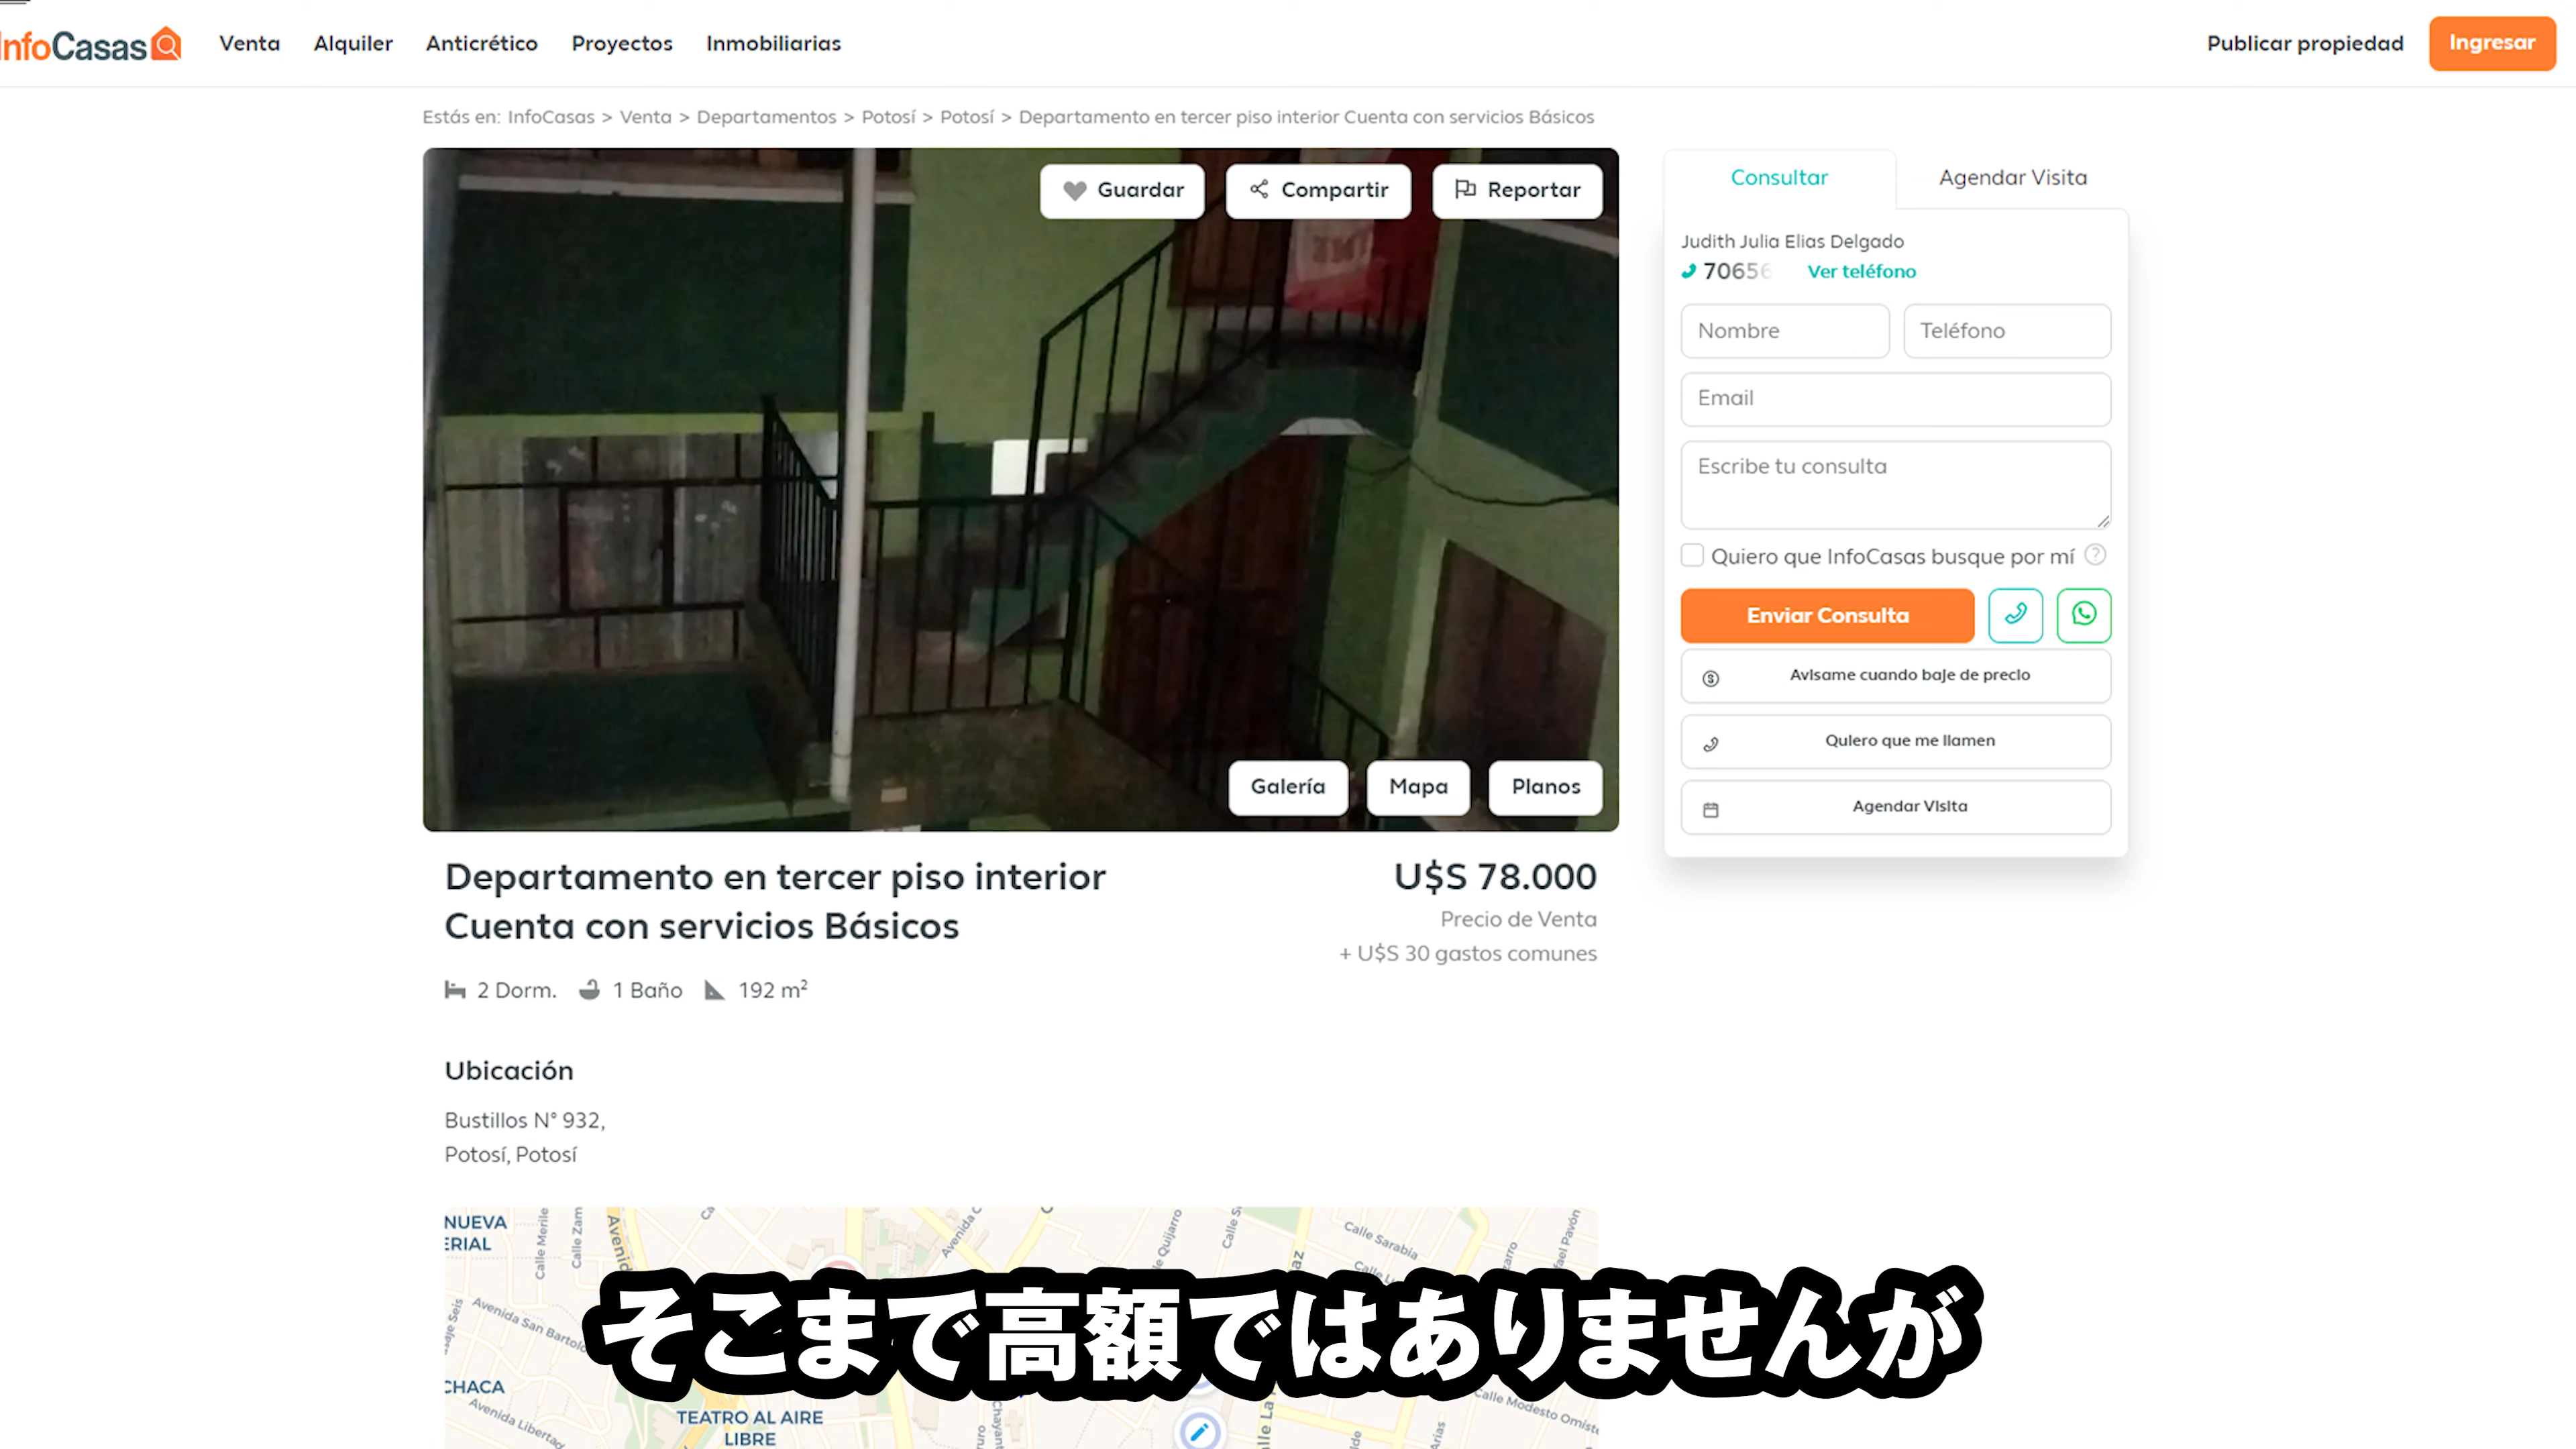 InfoCasas
Venta Alquiler Anticrético Proyectos Inmobiliarias
Publicar propiedad Ingresar
Estás en: InfoCasas > Venta > Departamentos > Potosí > Potosí > Departamento en tercer piso interior Cuenta con servicios Básicos
Guardar Compartir Reportar
Galería Mapa Planos
Consultar Agendar Visita
Judith Julia Elias Delgado
70656 Ver teléfono
Nombre Teléfono
Email
Escribe tu consulta
Quiero que InfoCasas busque por mí
Enviar Consulta
Avísame cuando baje de precio
Quiero que me llamen
Agendar Visita
Departamento en tercer piso interior
Cuenta con servicios Básicos
U$S 78.000
Precio de Venta
+ U$S 30 gastos comunes
2 Dorm. 1 Baño 192 m²
Ubicación
Bustillos N° 932,
Potosí, Potosí
NUEVA
Calle Sarabia
Avenida San Bartolo
そこまで高額ではありませんが
CHACA
Avenida Libertad
TEATRO AL AIRE
LIBRE
Calle Modesto Omiste